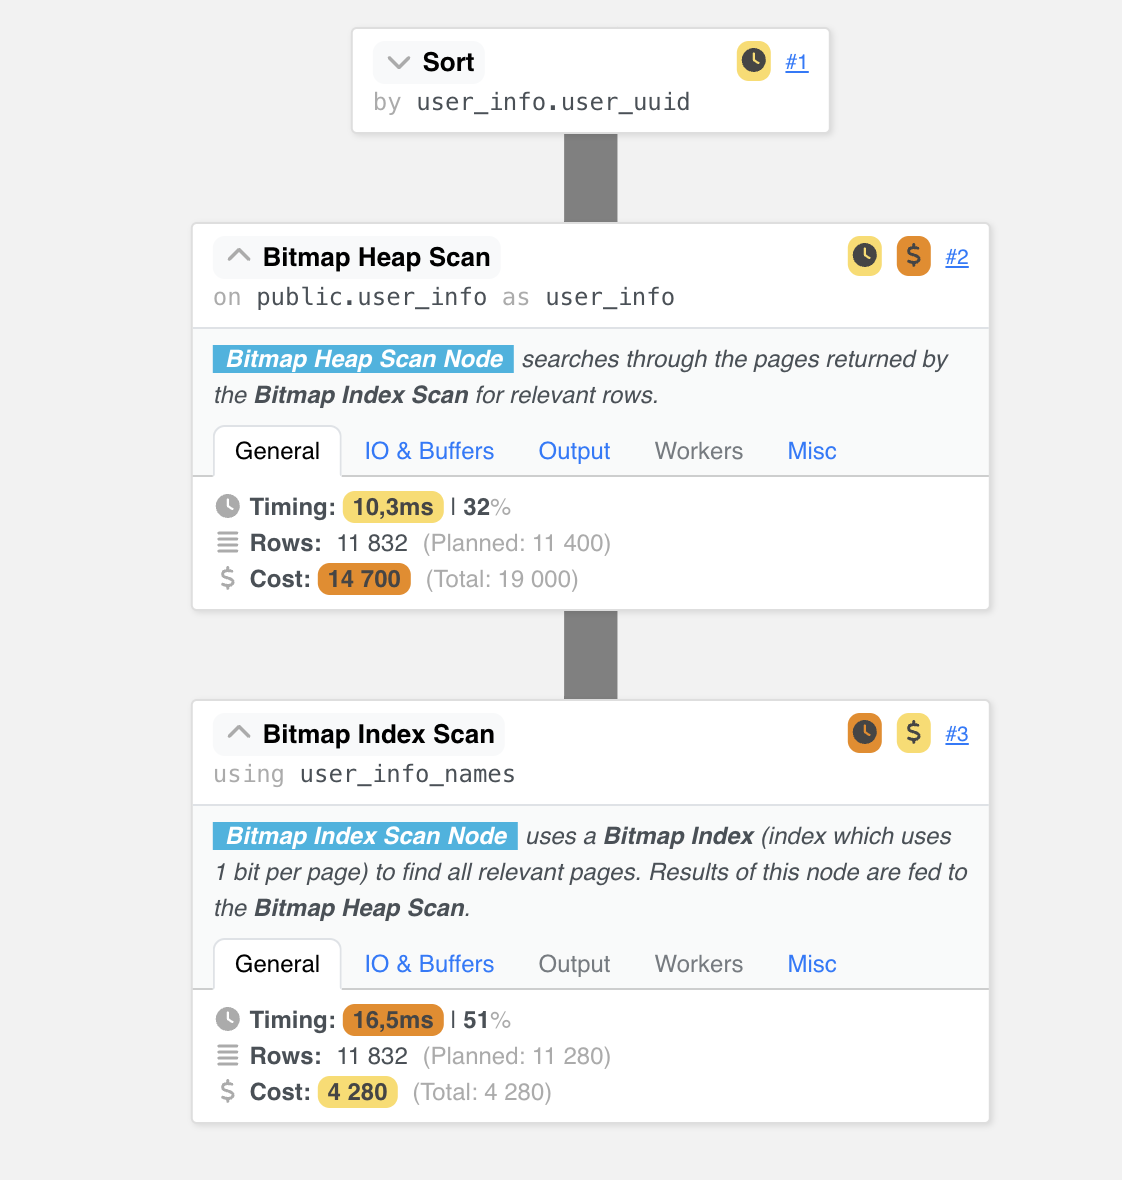 Sort #1
by user_info.user_uuid
Bitmap Heap Scan $ #2
on public.user_info as user_info
Bitmap Heap Scan Node searches through the pages returned by
the Bitmap Index Scan for relevant rows.
General IO & Buffers Output Workers Misc
Timing: 10,3ms | 32%
Rows: 11 832 (Planned: 11 400)
$ Cost: 14 700 (Total: 19 000)
Bitmap Index Scan $ #3
using user_info_names
Bitmap Index Scan Node uses a Bitmap Index (index which uses
1 bit per page) to find all relevant pages. Results of this node are fed to
the Bitmap Heap Scan.
General IO & Buffers Output Workers Misc
Timing: 16,5ms | 51%
Rows: 11 832 (Planned: 11 280)
$ Cost: 4 280 (Total: 4 280)